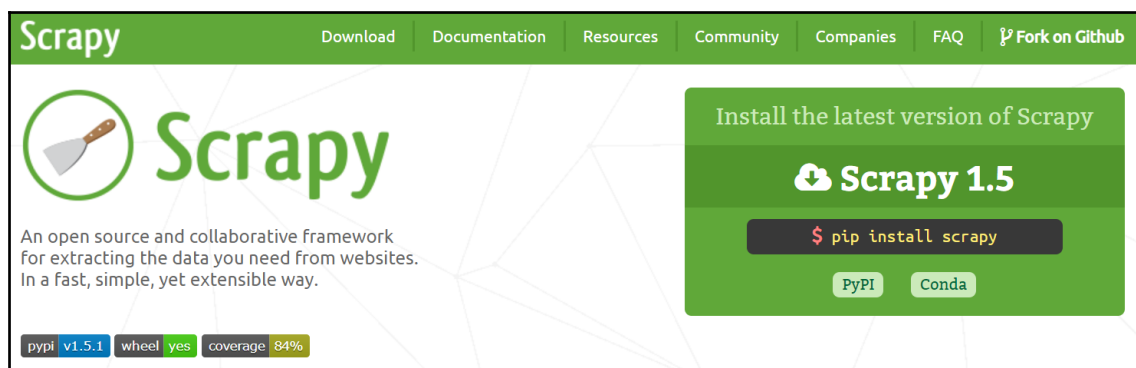 Scrapy
Download
Documentation
Resources
Community
Companies
FAQ
Fork on Github
Scrapy
An open source and collaborative framework
for extracting the data you need from websites.
In a fast, simple, yet extensible way.
pypi v1.5.1
wheel yes
coverage 84%
Install the latest version of Scrapy
Scrapy 1.5
$ pip install scrapy
PyPI
Conda